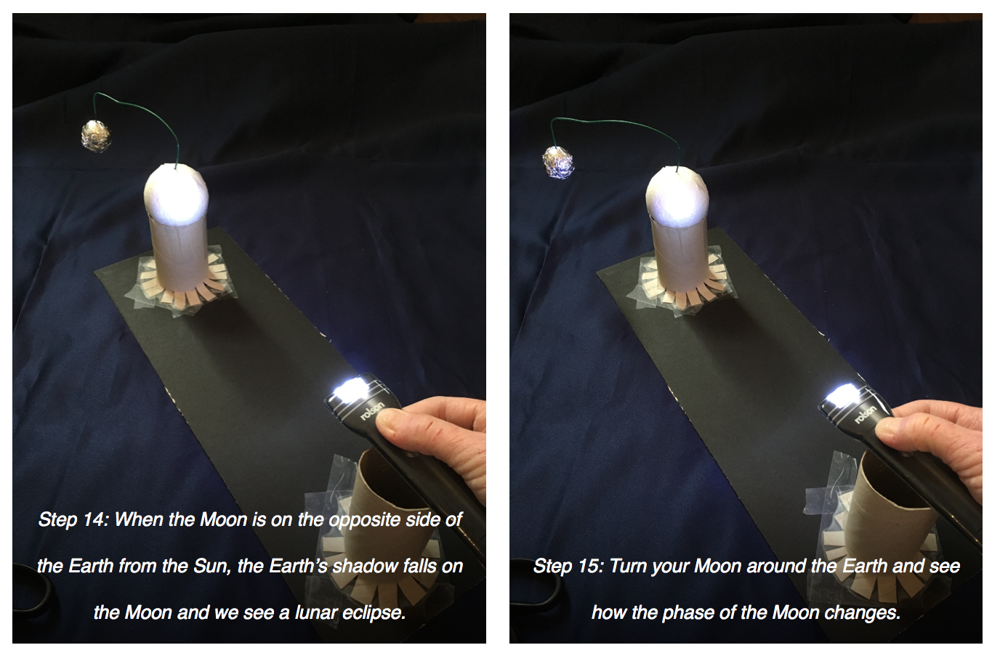 rolson
Step 14: When the Moon is on the opposite side of
the Earth from the Sun, the Earth’s shadow falls on
the Moon and we see a lunar eclipse.
rolson
Step 15: Turn your Moon around the Earth and see
how the phase of the Moon changes.